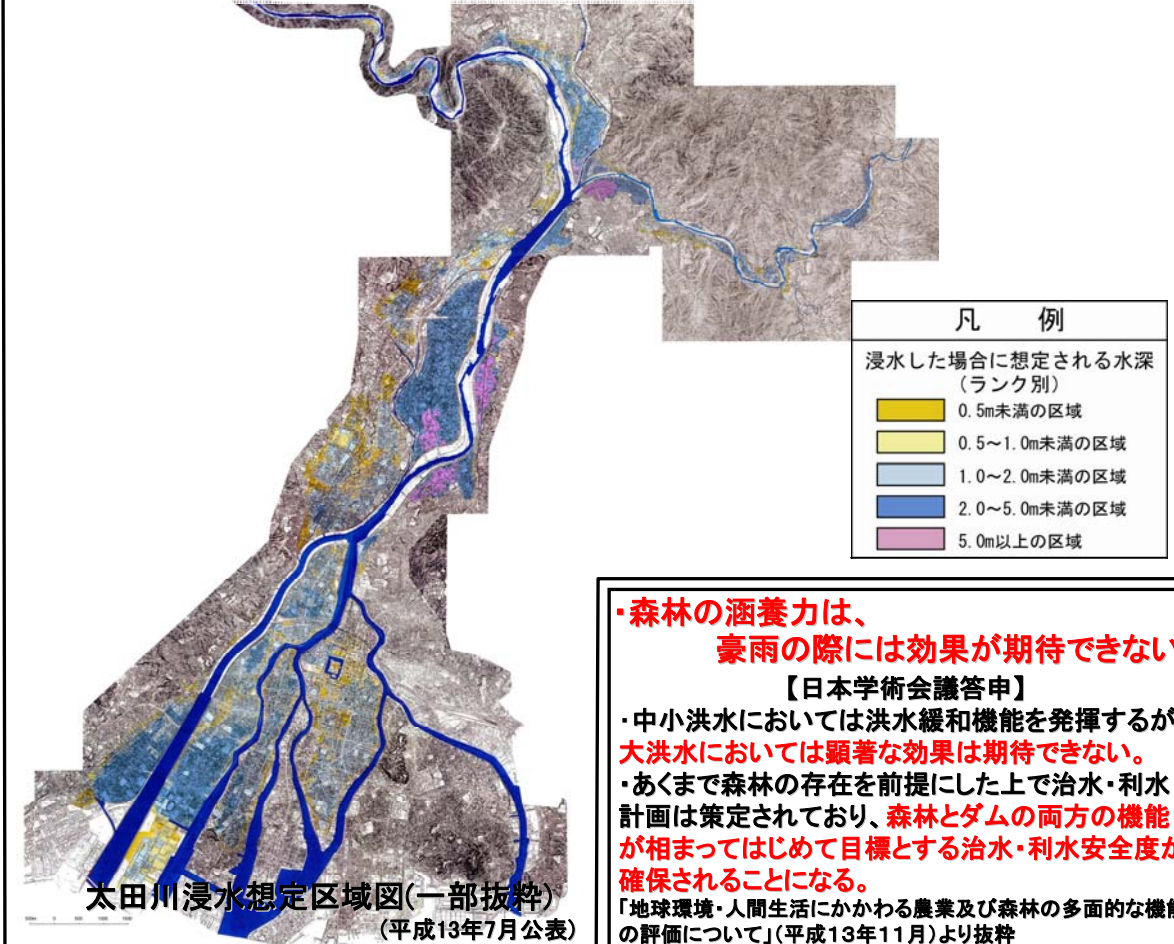 凡 例
浸水した場合に想定される水深
(ランク別)
0.5m未満の区域
0.5~1.0m未満の区域
1.0~2.0m未満の区域
2.0~5.0m未満の区域
5.0m以上の区域
・森林の涵養力は、
豪雨の際には効果が期待できない
【日本学術会議答申】
・中小洪水においては洪水緩和機能を発揮するが
大洪水においては顕著な効果は期待できない。
・あくまで森林の存在を前提にした上で治水・利水
計画は策定されており、森林とダムの両方の機能
が相まってはじめて目標とする治水・利水安全度が
確保されることになる。
「地球環境・人間生活にかかわる農業及び森林の多面的な機能
の評価について」(平成13年11月)より抜粋
太田川浸水想定区域図(一部抜粋)
(平成13年7月公表)